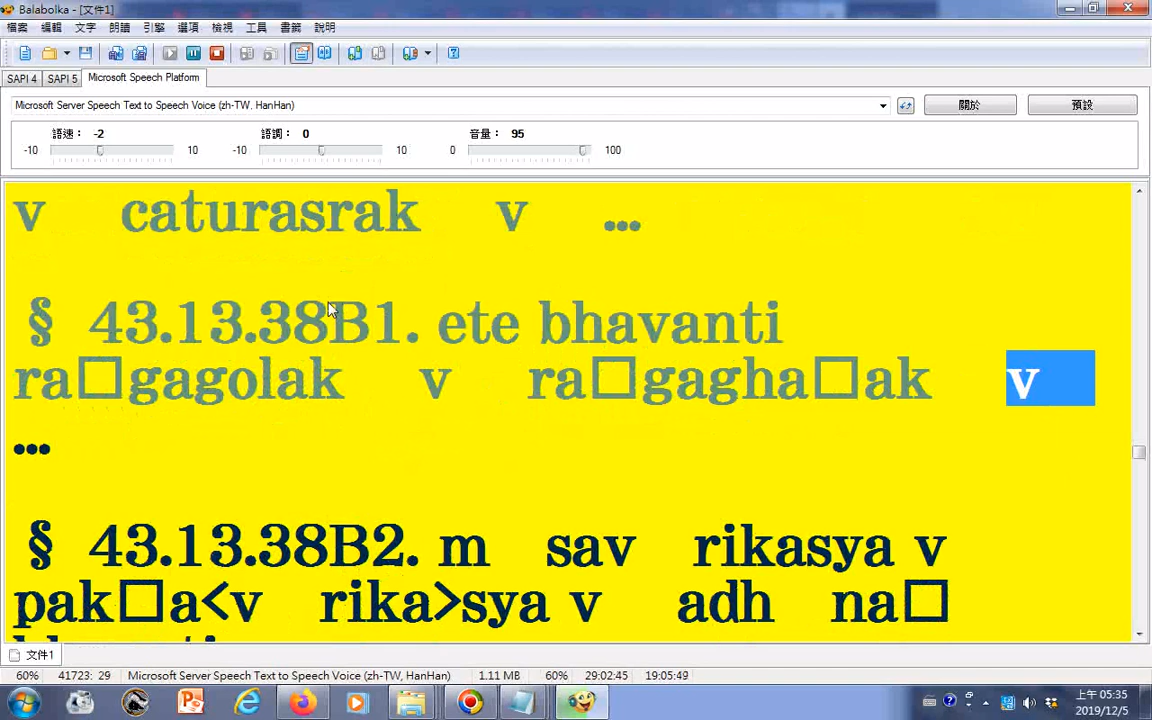 Balabolka - [文件1]
檔案 編輯 文字 朗讀 引擎 選項 檢視 工具 書籤 說明
SAPI 4 SAPI 5 Microsoft Speech Platform
Microsoft Server Speech Text to Speech Voice (zh-TW, HanHan) 關於 預設
語速： -2 語調： 0 音量： 95
-10 10 -10 10 0 100
v caturasrak v ...
§ 43.13.38B1. ete bhavanti
ra□gagolak v ra□gagha□ak v
...
§ 43.13.38B2. m sav rikasya v
pak□a<v rika>sya v adh na□
文件1
60% 41723: 29 Microsoft Server Speech Text to Speech Voice (zh-TW, HanHan) 1.11 MB 60% 29:02:45 19:05:49
上午 05:35
2019/12/5